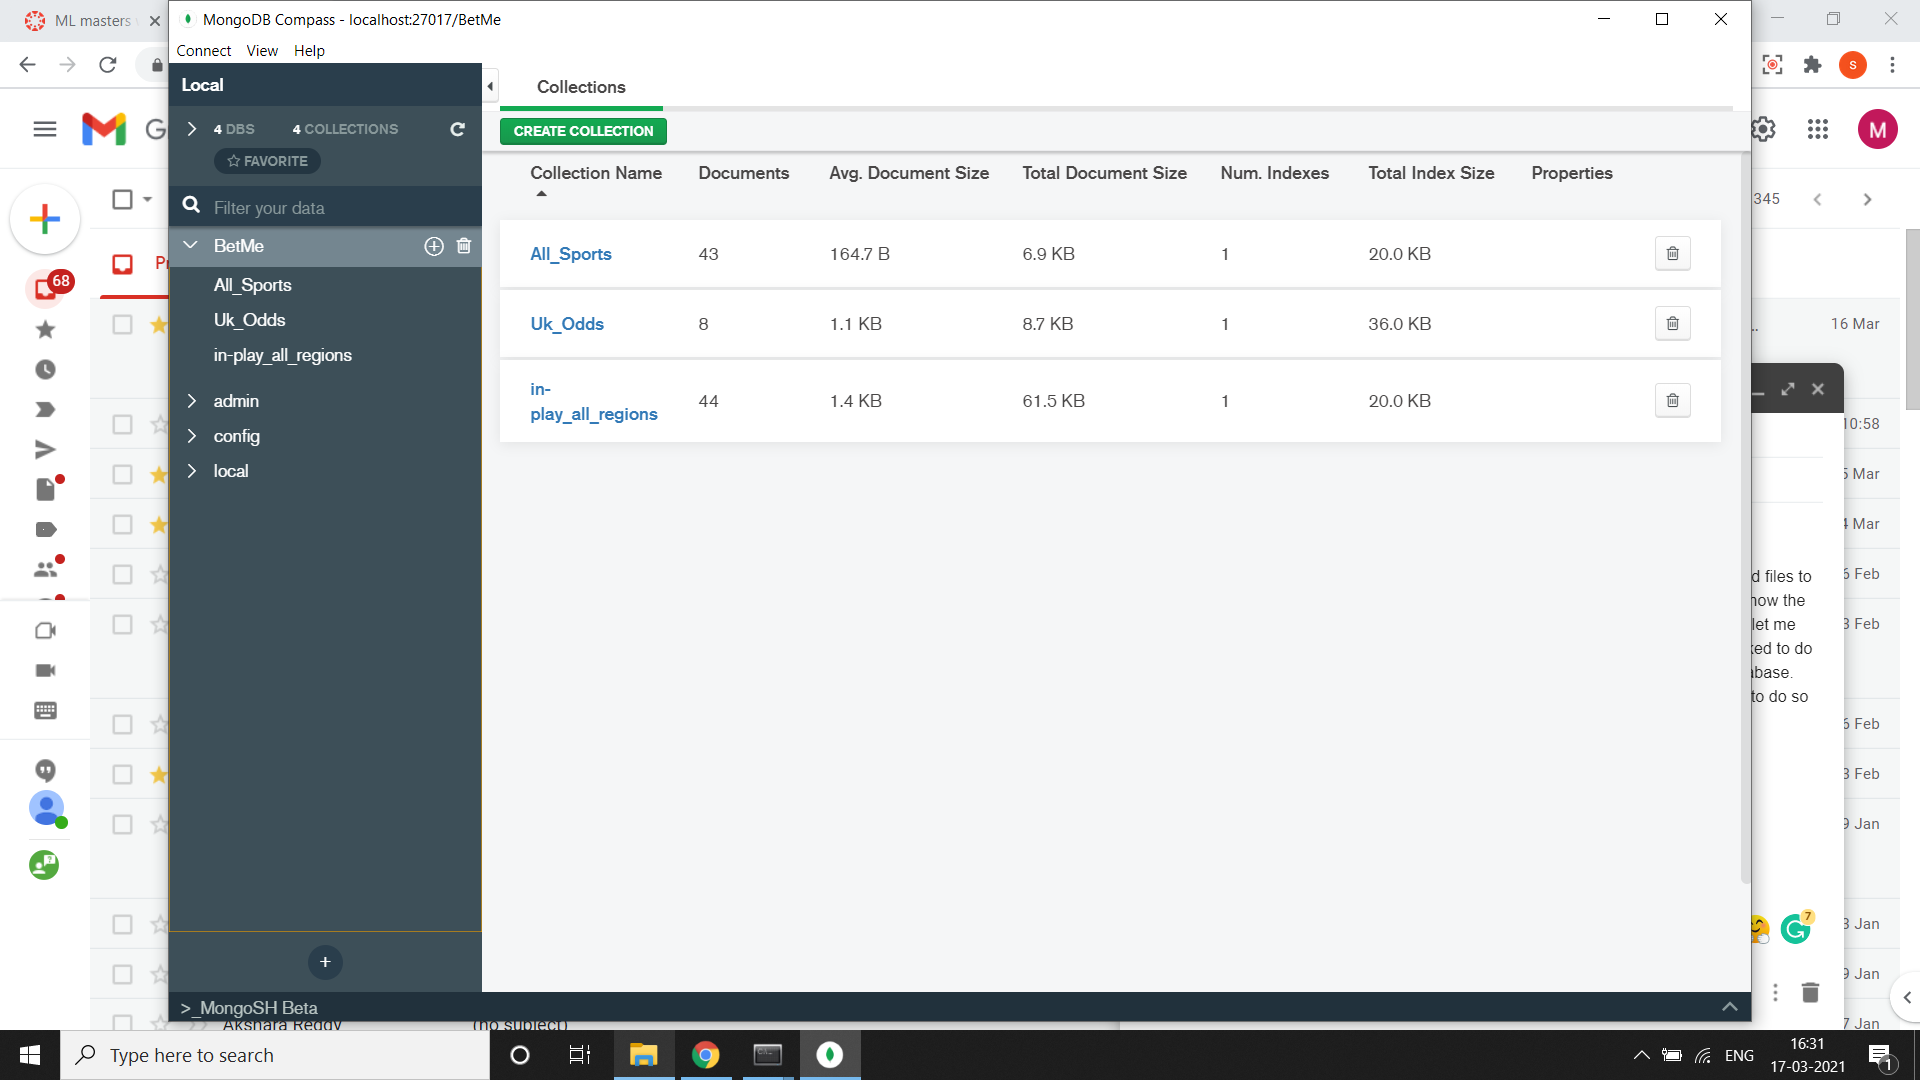 ML masters
MongoDB Compass - localhost:27017/BetMe
Connect View Help
Local
Collections
4 DBS 4 COLLECTIONS
FAVORITE
CREATE COLLECTION
Filter your data
Collection Name Documents Avg. Document Size Total Document Size Num. Indexes Total Index Size Properties
BetMe
All_Sports
Uk_Odds
in-play_all_regions
admin
config
local
All_Sports 43 164.7 B 6.9 KB 1 20.0 KB
Uk_Odds 8 1.1 KB 8.7 KB 1 36.0 KB
in-
play_all_regions 44 1.4 KB 61.5 KB 1 20.0 KB
>_MongoSH Beta
G
M
S
68
345
16 Mar
10:58
5 Mar
4 Mar
6 Feb
3 Feb
6 Feb
3 Feb
9 Jan
3 Jan
9 Jan
7 Jan
d files to
now the
let me
ked to do
abase.
to do so
7
Akshara Reddy (no subject)
Type here to search
ENG
16:31
17-03-2021
1